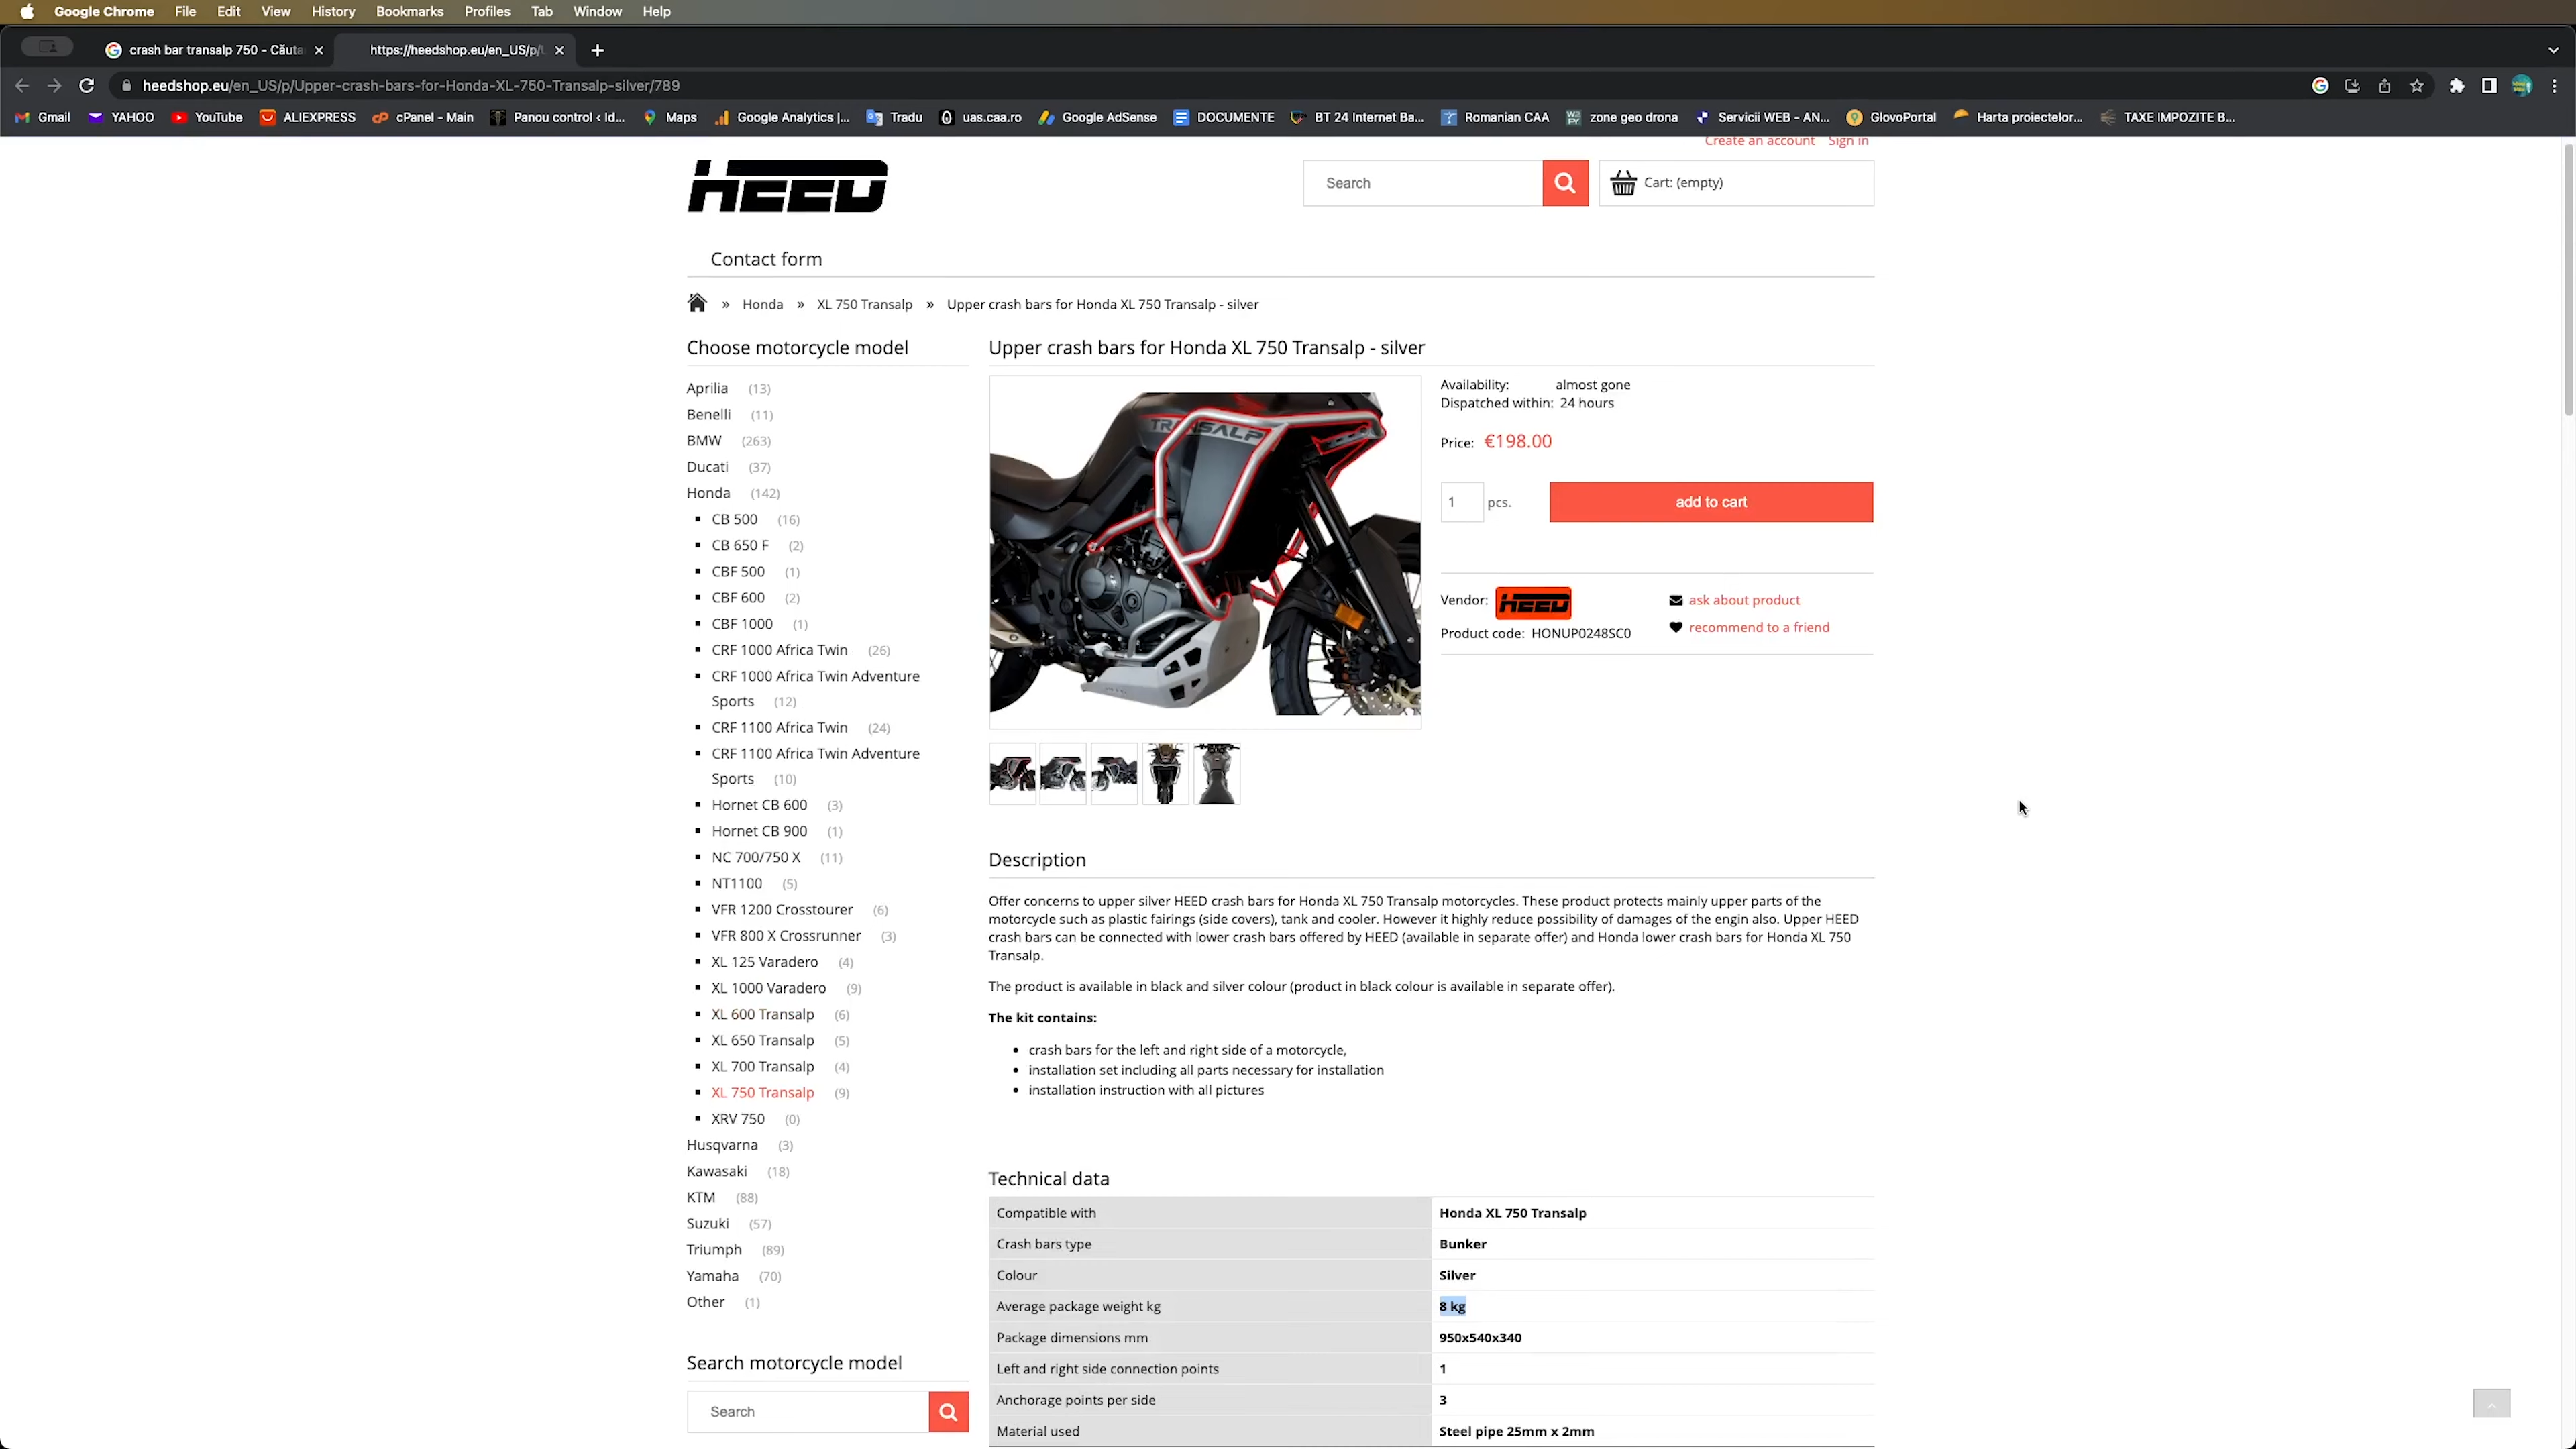 Google Chrome File Edit View History Bookmarks Profiles Tab Window Help
crash bar transalp 750 - Căuta
https://heedshop.eu/en_US/p/U
heedshop.eu/en_US/p/Upper-crash-bars-for-Honda-XL-750-Transalp-silver/789
Gmail YAHOO YouTube ALIEXPRESS cPanel - Main Panou control ‹ Id... Maps Google Analytics |... Tradu uas.caa.ro Google AdSense DOCUMENTE BT 24 Internet Ba... Romanian CAA zone geo drona Servicii WEB - AN... GlovoPortal Harta proiectelor... TAXE IMPOZITE B...
Create an account Sign in
HEED
Search
Cart: (empty)
Contact form
» Honda » XL 750 Transalp » Upper crash bars for Honda XL 750 Transalp - silver
Choose motorcycle model
Aprilia (13)
Benelli (11)
BMW (263)
Ducati (37)
Honda (142)
CB 500 (16)
CB 650 F (2)
CBF 500 (1)
CBF 600 (2)
CBF 1000 (1)
CRF 1000 Africa Twin (26)
CRF 1000 Africa Twin Adventure
Sports (12)
CRF 1100 Africa Twin (24)
CRF 1100 Africa Twin Adventure
Sports (10)
Hornet CB 600 (3)
Hornet CB 900 (1)
NC 700/750 X (11)
NT1100 (5)
VFR 1200 Crosstourer (6)
VFR 800 X Crossrunner (3)
XL 125 Varadero (4)
XL 1000 Varadero (9)
XL 600 Transalp (6)
XL 650 Transalp (5)
XL 700 Transalp (4)
XL 750 Transalp (9)
XRV 750 (0)
Husqvarna (3)
Kawasaki (18)
KTM (88)
Suzuki (57)
Triumph (89)
Yamaha (70)
Other (1)
Search motorcycle model
Search
Upper crash bars for Honda XL 750 Transalp - silver
TRANSALP
Availability: almost gone
Dispatched within: 24 hours
Price: €198.00
1 pcs.
add to cart
Vendor: HEED
ask about product
Product code: HONUP0248SC0
recommend to a friend
Description
Offer concerns to upper silver HEED crash bars for Honda XL 750 Transalp motorcycles. These product protects mainly upper parts of the
motorcycle such as plastic fairings (side covers), tank and cooler. However it highly reduce possibility of damages of the engin also. Upper HEED
crash bars can be connected with lower crash bars offered by HEED (available in separate offer) and Honda lower crash bars for Honda XL 750
Transalp.
The product is available in black and silver colour (product in black colour is available in separate offer).
The kit contains:
crash bars for the left and right side of a motorcycle,
installation set including all parts necessary for installation
installation instruction with all pictures
Technical data
Compatible with Honda XL 750 Transalp
Crash bars type Bunker
Colour Silver
Average package weight kg 8 kg
Package dimensions mm 950x540x340
Left and right side connection points 1
Anchorage points per side 3
Material used Steel pipe 25mm x 2mm